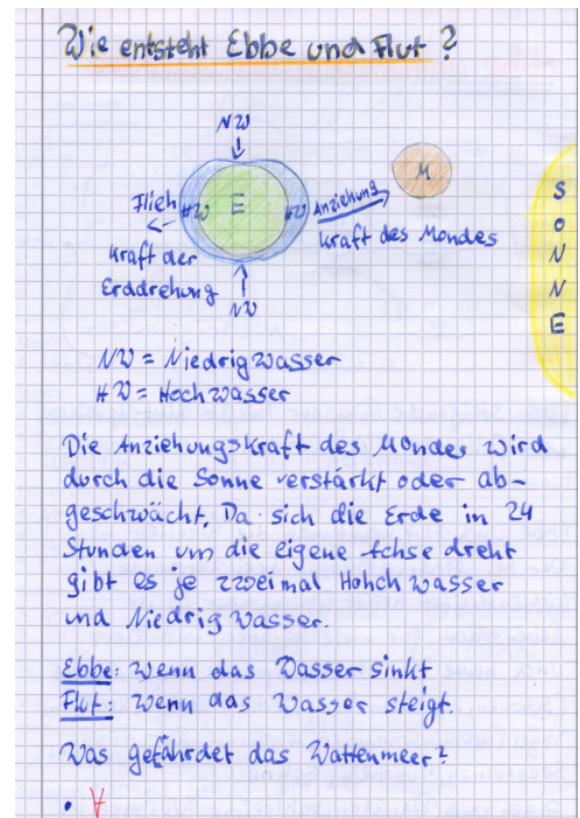 Wie entsteht Ebbe und Flut?
NW
M
Flieh
HW
E
HW
Anziehung
kraft des Mondes
kraft der
Erddrehung
NW
SONNE
NW = Niedrigwasser
HW = Hochwasser
Die Anziehungskraft des Mondes wird
durch die Sonne verstärkt oder ab-
geschwächt. Da sich die Erde in 24
Stunden um die eigene Achse dreht
gibt es je zweimal Hohchwasser
und Niedrigwasser.
Ebbe: Wenn das Wasser sinkt
Flut: Wenn das Wasser steigt.
Was gefährdet das Wattenmeer?